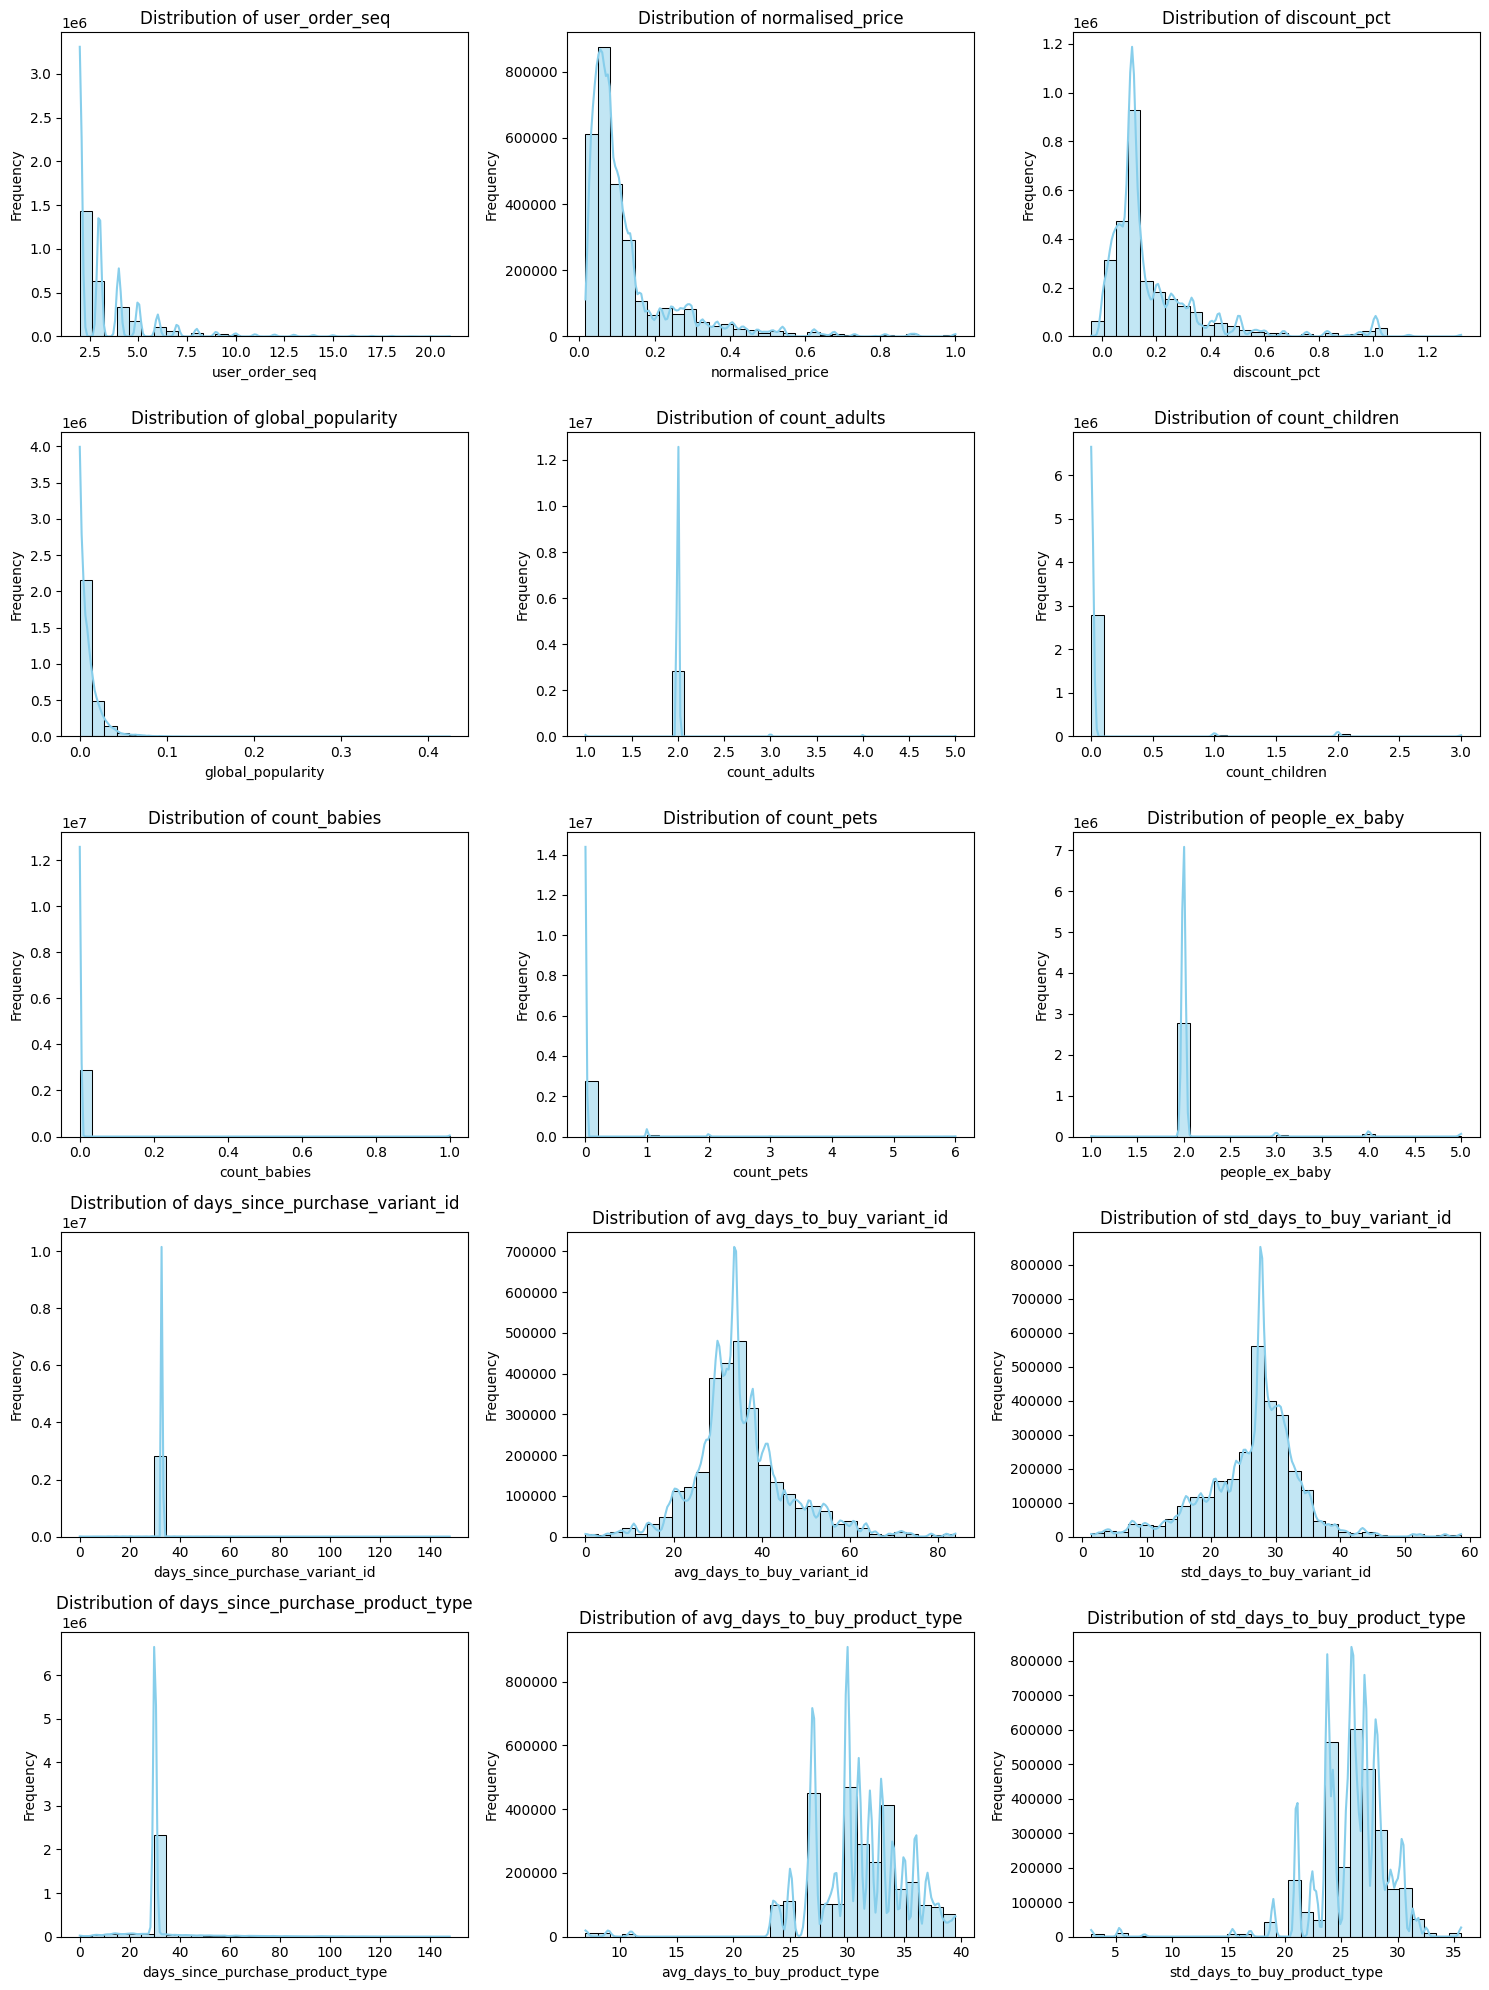 Distribution of user_order_seq
1e6
Frequency
3.0
2.5
2.0
1.5
1.0
0.5
0.0
2.5 5.0 7.5 10.0 12.5 15.0 17.5 20.0
user_order_seq
Distribution of normalised_price
Frequency
800000
600000
400000
200000
0
0.0 0.2 0.4 0.6 0.8 1.0
normalised_price
Distribution of discount_pct
1e6
Frequency
1.2
1.0
0.8
0.6
0.4
0.2
0.0
0.0 0.2 0.4 0.6 0.8 1.0 1.2
discount_pct
Distribution of global_popularity
1e6
Frequency
4.0
3.5
3.0
2.5
2.0
1.5
1.0
0.5
0.0
0.0 0.1 0.2 0.3 0.4
global_popularity
Distribution of count_adults
1e7
Frequency
1.2
1.0
0.8
0.6
0.4
0.2
0.0
1.0 1.5 2.0 2.5 3.0 3.5 4.0 4.5 5.0
count_adults
Distribution of count_children
1e6
Frequency
6
5
4
3
2
1
0
0.0 0.5 1.0 1.5 2.0 2.5 3.0
count_children
Distribution of count_babies
1e7
Frequency
1.2
1.0
0.8
0.6
0.4
0.2
0.0
0.0 0.2 0.4 0.6 0.8 1.0
count_babies
Distribution of count_pets
1e7
Frequency
1.4
1.2
1.0
0.8
0.6
0.4
0.2
0.0
0 1 2 3 4 5 6
count_pets
Distribution of people_ex_baby
1e6
Frequency
7
6
5
4
3
2
1
0
1.0 1.5 2.0 2.5 3.0 3.5 4.0 4.5 5.0
people_ex_baby
Distribution of days_since_purchase_variant_id
1e7
Frequency
1.0
0.8
0.6
0.4
0.2
0.0
0 20 40 60 80 100 120 140
days_since_purchase_variant_id
Distribution of avg_days_to_buy_variant_id
Frequency
700000
600000
500000
400000
300000
200000
100000
0
0 20 40 60 80
avg_days_to_buy_variant_id
Distribution of std_days_to_buy_variant_id
Frequency
800000
700000
600000
500000
400000
300000
200000
100000
0
0 10 20 30 40 50 60
std_days_to_buy_variant_id
Distribution of days_since_purchase_product_type
1e6
Frequency
6
5
4
3
2
1
0
0 20 40 60 80 100 120 140
days_since_purchase_product_type
Distribution of avg_days_to_buy_product_type
Frequency
800000
600000
400000
200000
0
10 15 20 25 30 35 40
avg_days_to_buy_product_type
Distribution of std_days_to_buy_product_type
Frequency
800000
700000
600000
500000
400000
300000
200000
100000
0
5 10 15 20 25 30 35
std_days_to_buy_product_type